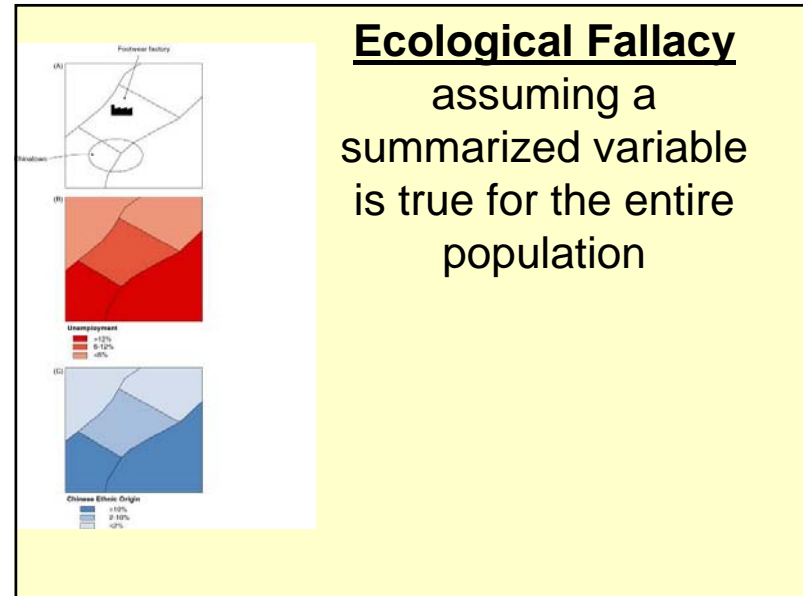 Ecological Fallacy
assuming a
summarized variable
is true for the entire
population
Footwear factory
(A)
Chinatown
(B)
Unemployment
>12%
6-12%
<6%
(C)
Chinese Ethnic Origin
>10%
2-10%
<2%